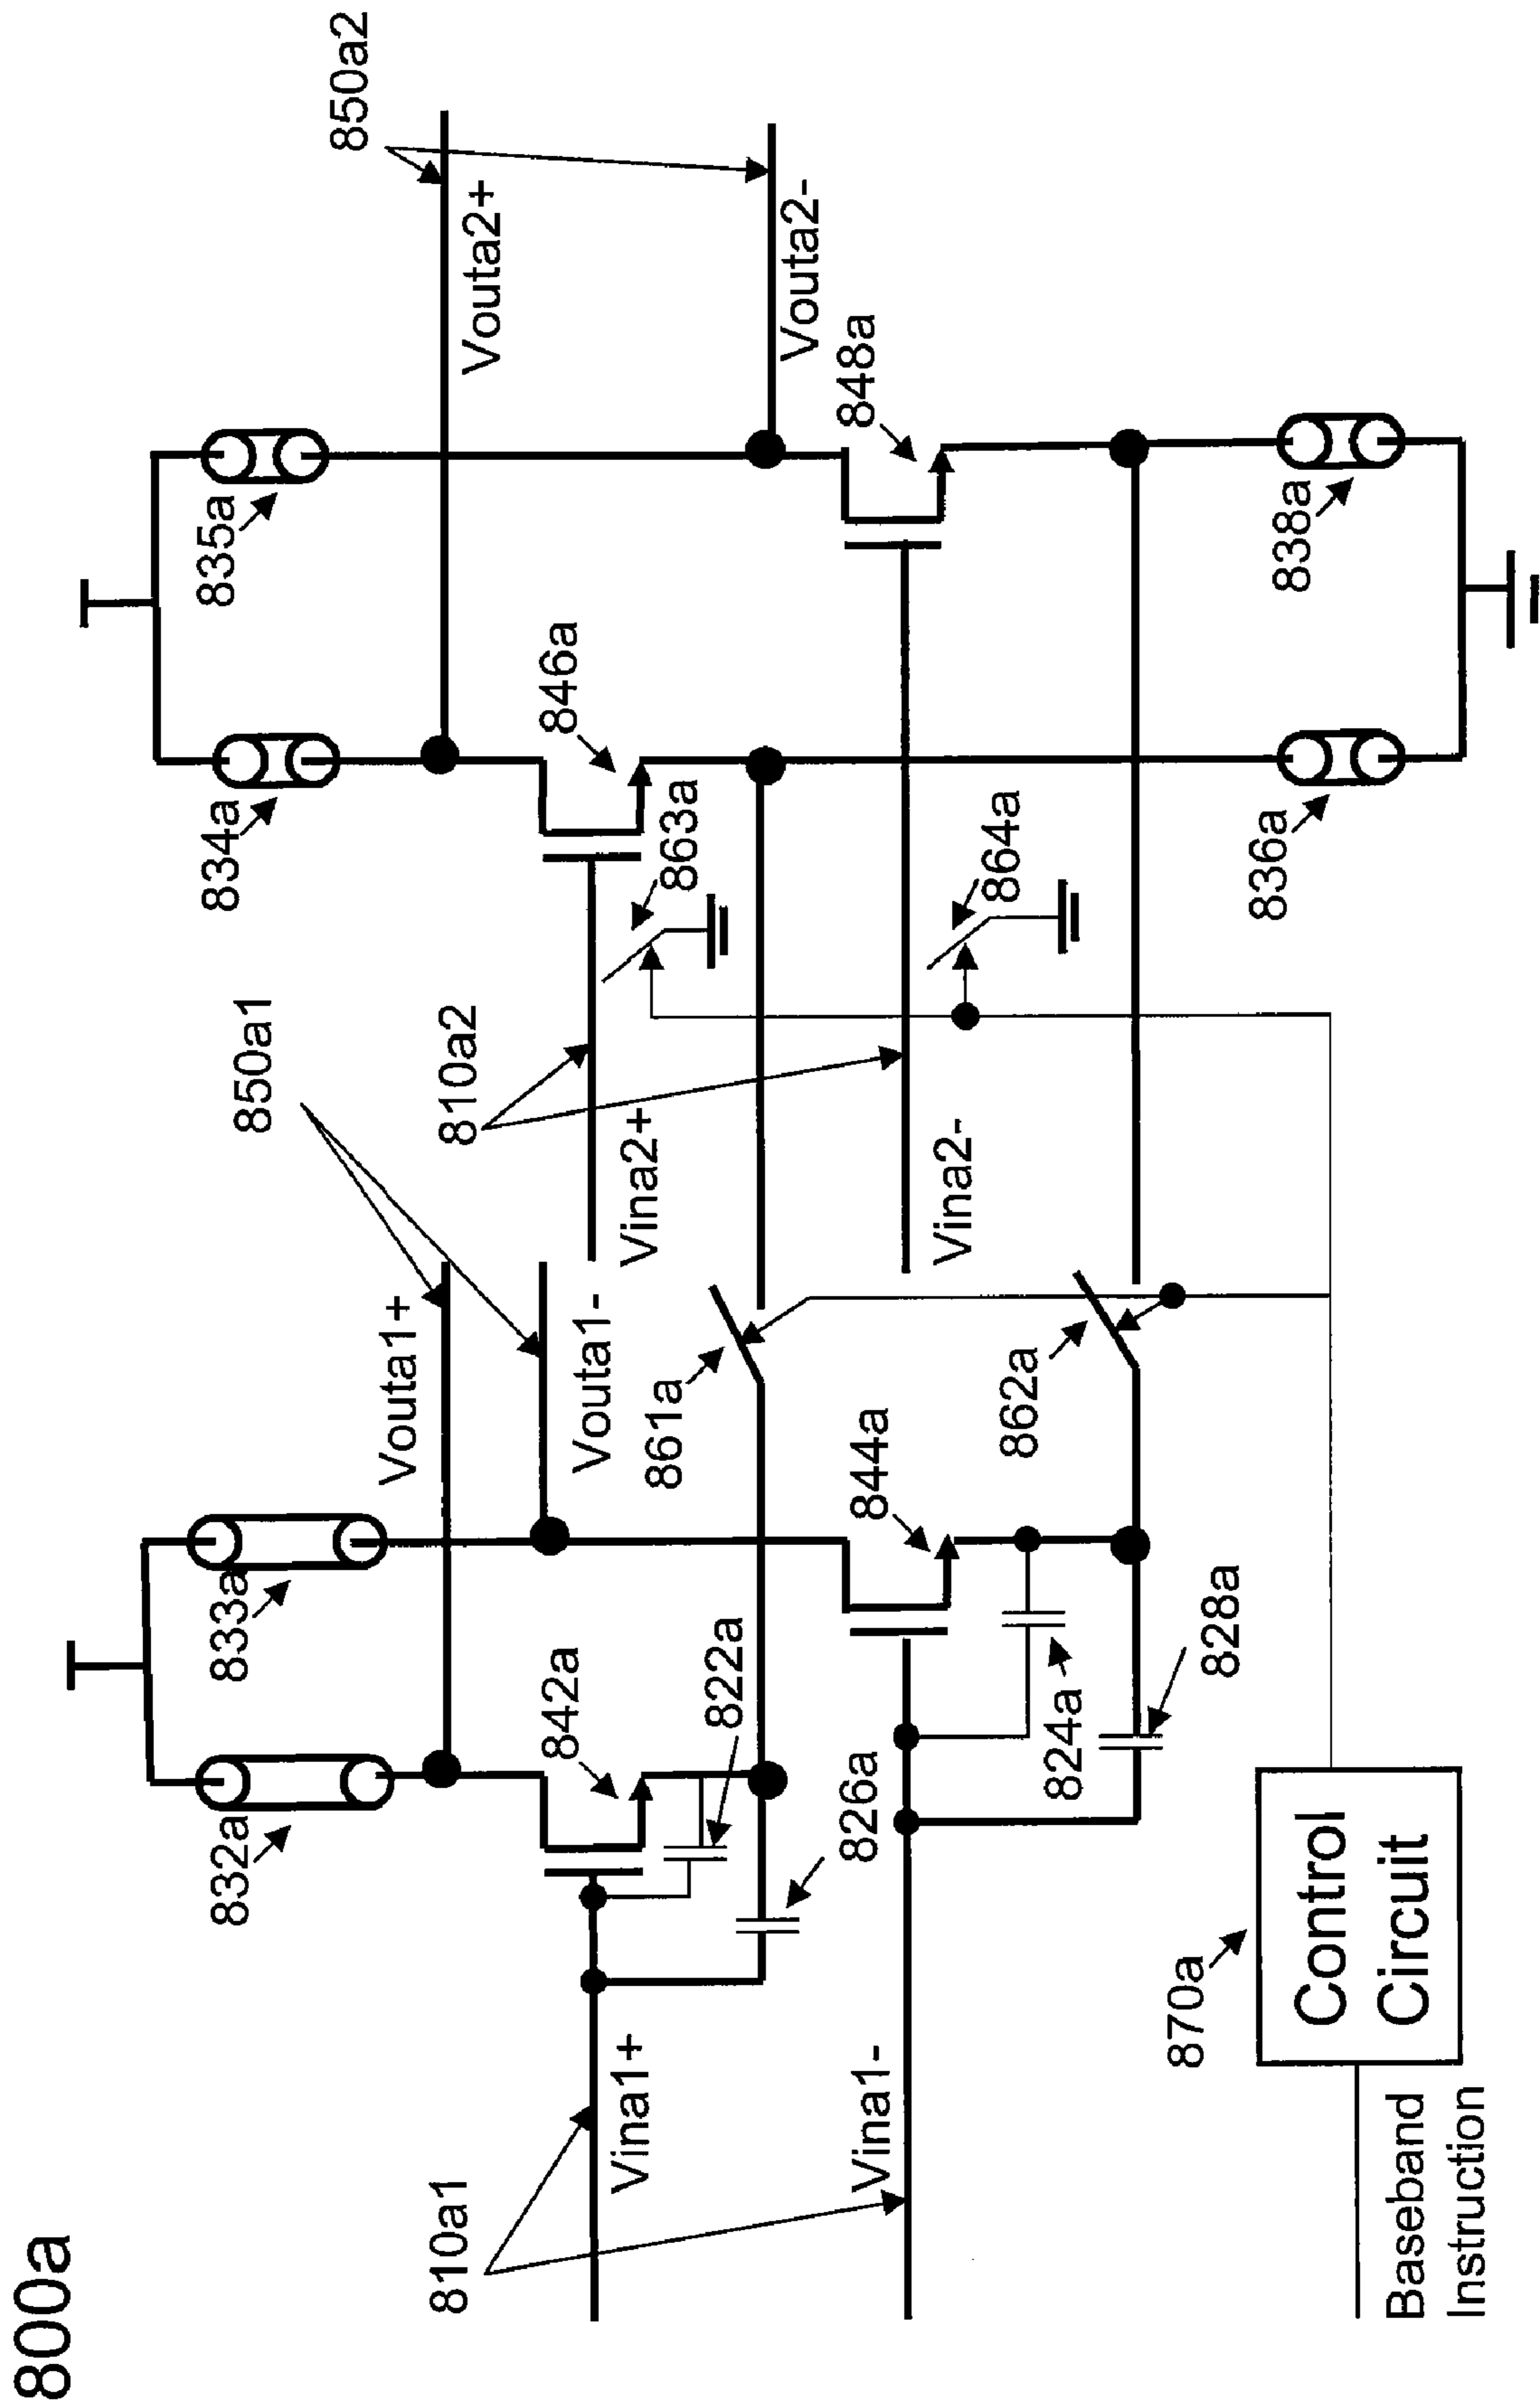 800a
810a1
Vina1+
Vina1-
832a
833a
842a
822a
826a
844a
824a
828a
Vouta1+
Vouta1-
850a1
861a
862a
810a2
Vina2+
Vina2-
863a
864a
834a
835a
846a
848a
836a
838a
Vouta2+
Vouta2-
850a2
870a
Control
Circuit
Baseband
Instruction